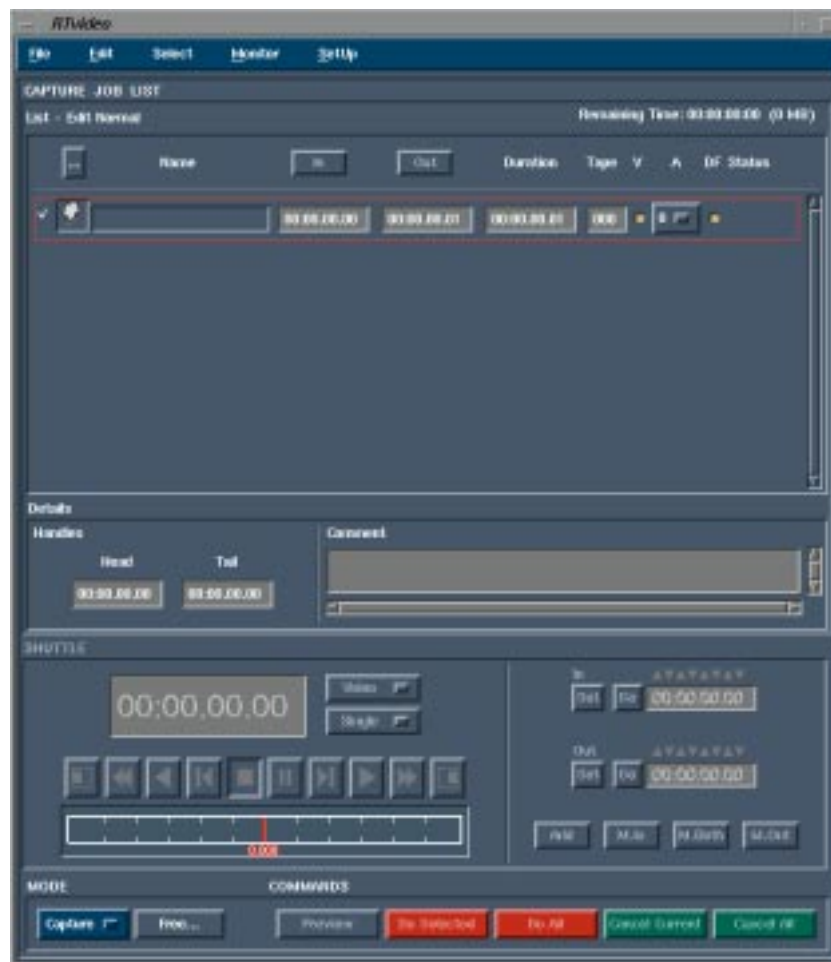 RTvideo
File Edit Select Monitor SetUp
CAPTURE JOB LIST
List - Edit Normal Remaining Time: 00:00:00:00 (0 MB)
Name In Out Duration Tape V A DF Status
00:00.00.00 00:00.00.01 00:00.00.01 000 0
Details
Handles Comment
Head Tail
00:00.00.00 00:00.00.00
SHUTTLE
00:00.00.00 Video
Single
In
Set Go 00:00.00.00
Out
Set Go 00:00.00.00
0.00X
Add M.In M.Both M.Out
MODE COMMANDS
Capture Free... Preview Do Selected Do All Cancel Current Cancel All